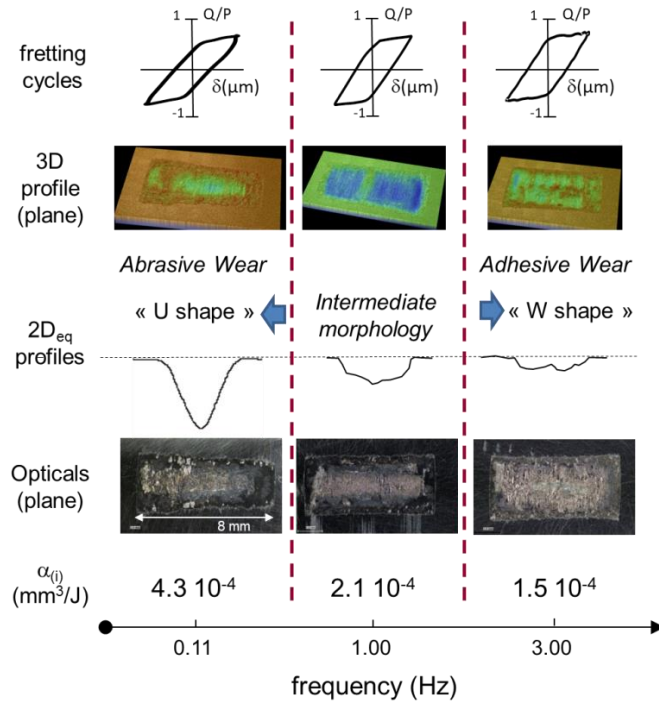 1 Q/P
1 Q/P
1 Q/P
fretting
cycles
δ(μm)
δ(μm)
δ(μm)
-1
-1
-1
3D
profile
(plane)
Abrasive Wear
Adhesive Wear
« U shape »
Intermediate
morphology
« W shape »
2Deq
profiles
Opticals
(plane)
8 mm
α(i)
(mm³/J)
4.3 10⁻⁴
2.1 10⁻⁴
1.5 10⁻⁴
0.11
1.00
3.00
frequency (Hz)